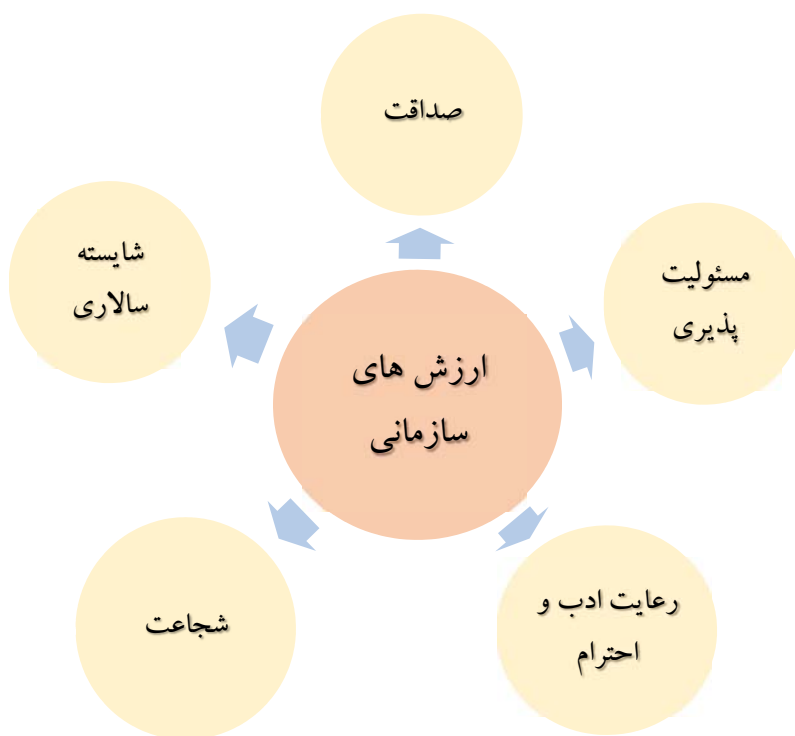 صداقت
مسئولیت
پذیری
رعایت ادب و
احترام
شجاعت
شایسته
سالاری
ارزش های
سازمانی